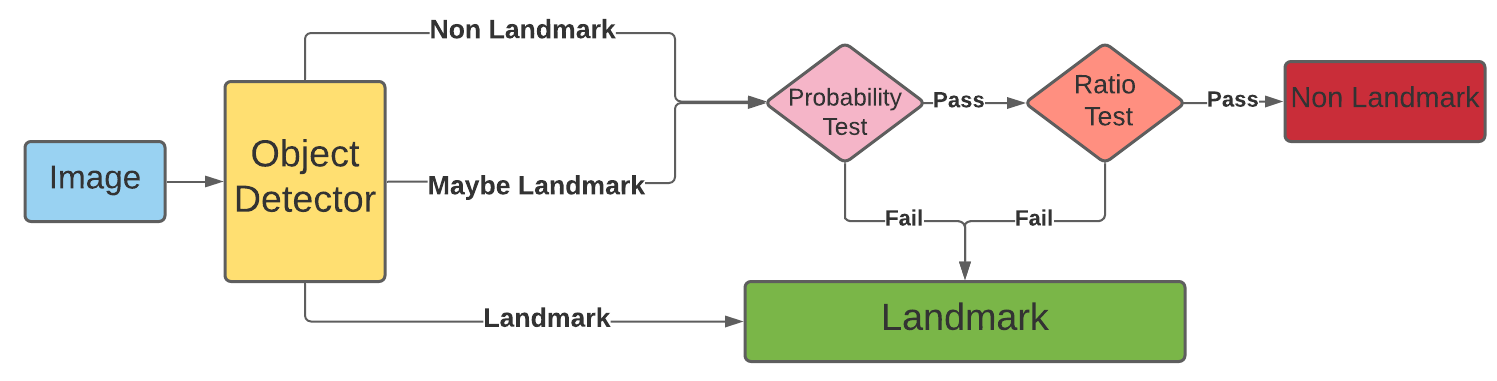 Image
Object
Detector
Non Landmark
Maybe Landmark
Landmark
Probability
Test
Pass
Ratio
Test
Pass
Non Landmark
Fail
Fail
Landmark